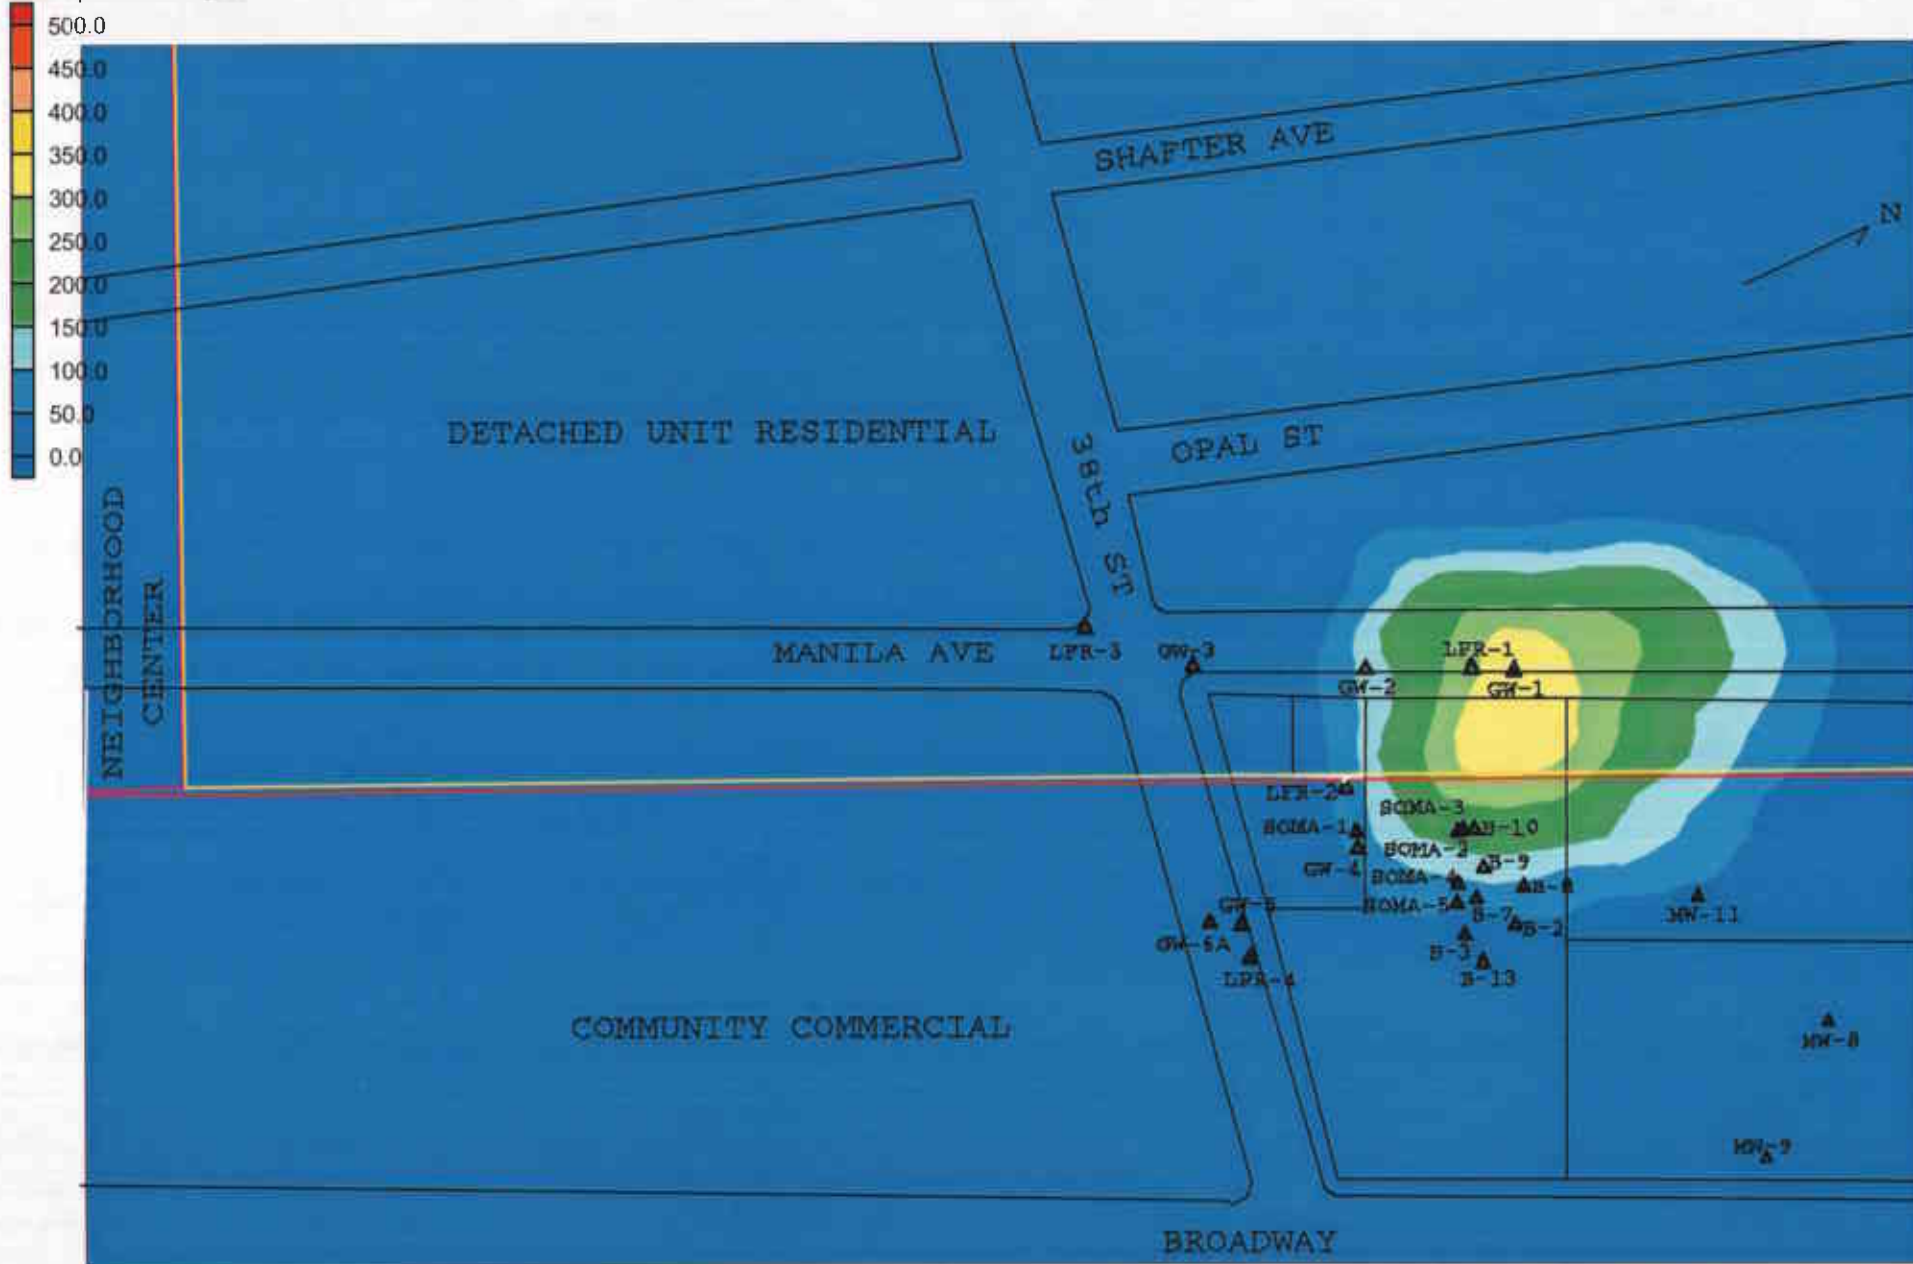 500.0
450.0
400.0
350.0
300.0
250.0
200.0
150.0
100.0
50.0
0.0
SHAFTER AVE
N
DETACHED UNIT RESIDENTIAL
38th ST
OPAL ST
NEIGHBORHOOD
CENTER
MANILA AVE
LFR-3
GW-3
LFR-1
GW-2
GW-1
LFR-2
SOMA-3
SOMA-1
B-10
SOMA-2
B-9
GW-4
SOMA-4
B-8
GW-5
SOMA-5
B-7
MW-11
B-2
GW-6A
B-3
LFR-4
B-13
COMMUNITY COMMERCIAL
MW-8
MW-9
BROADWAY